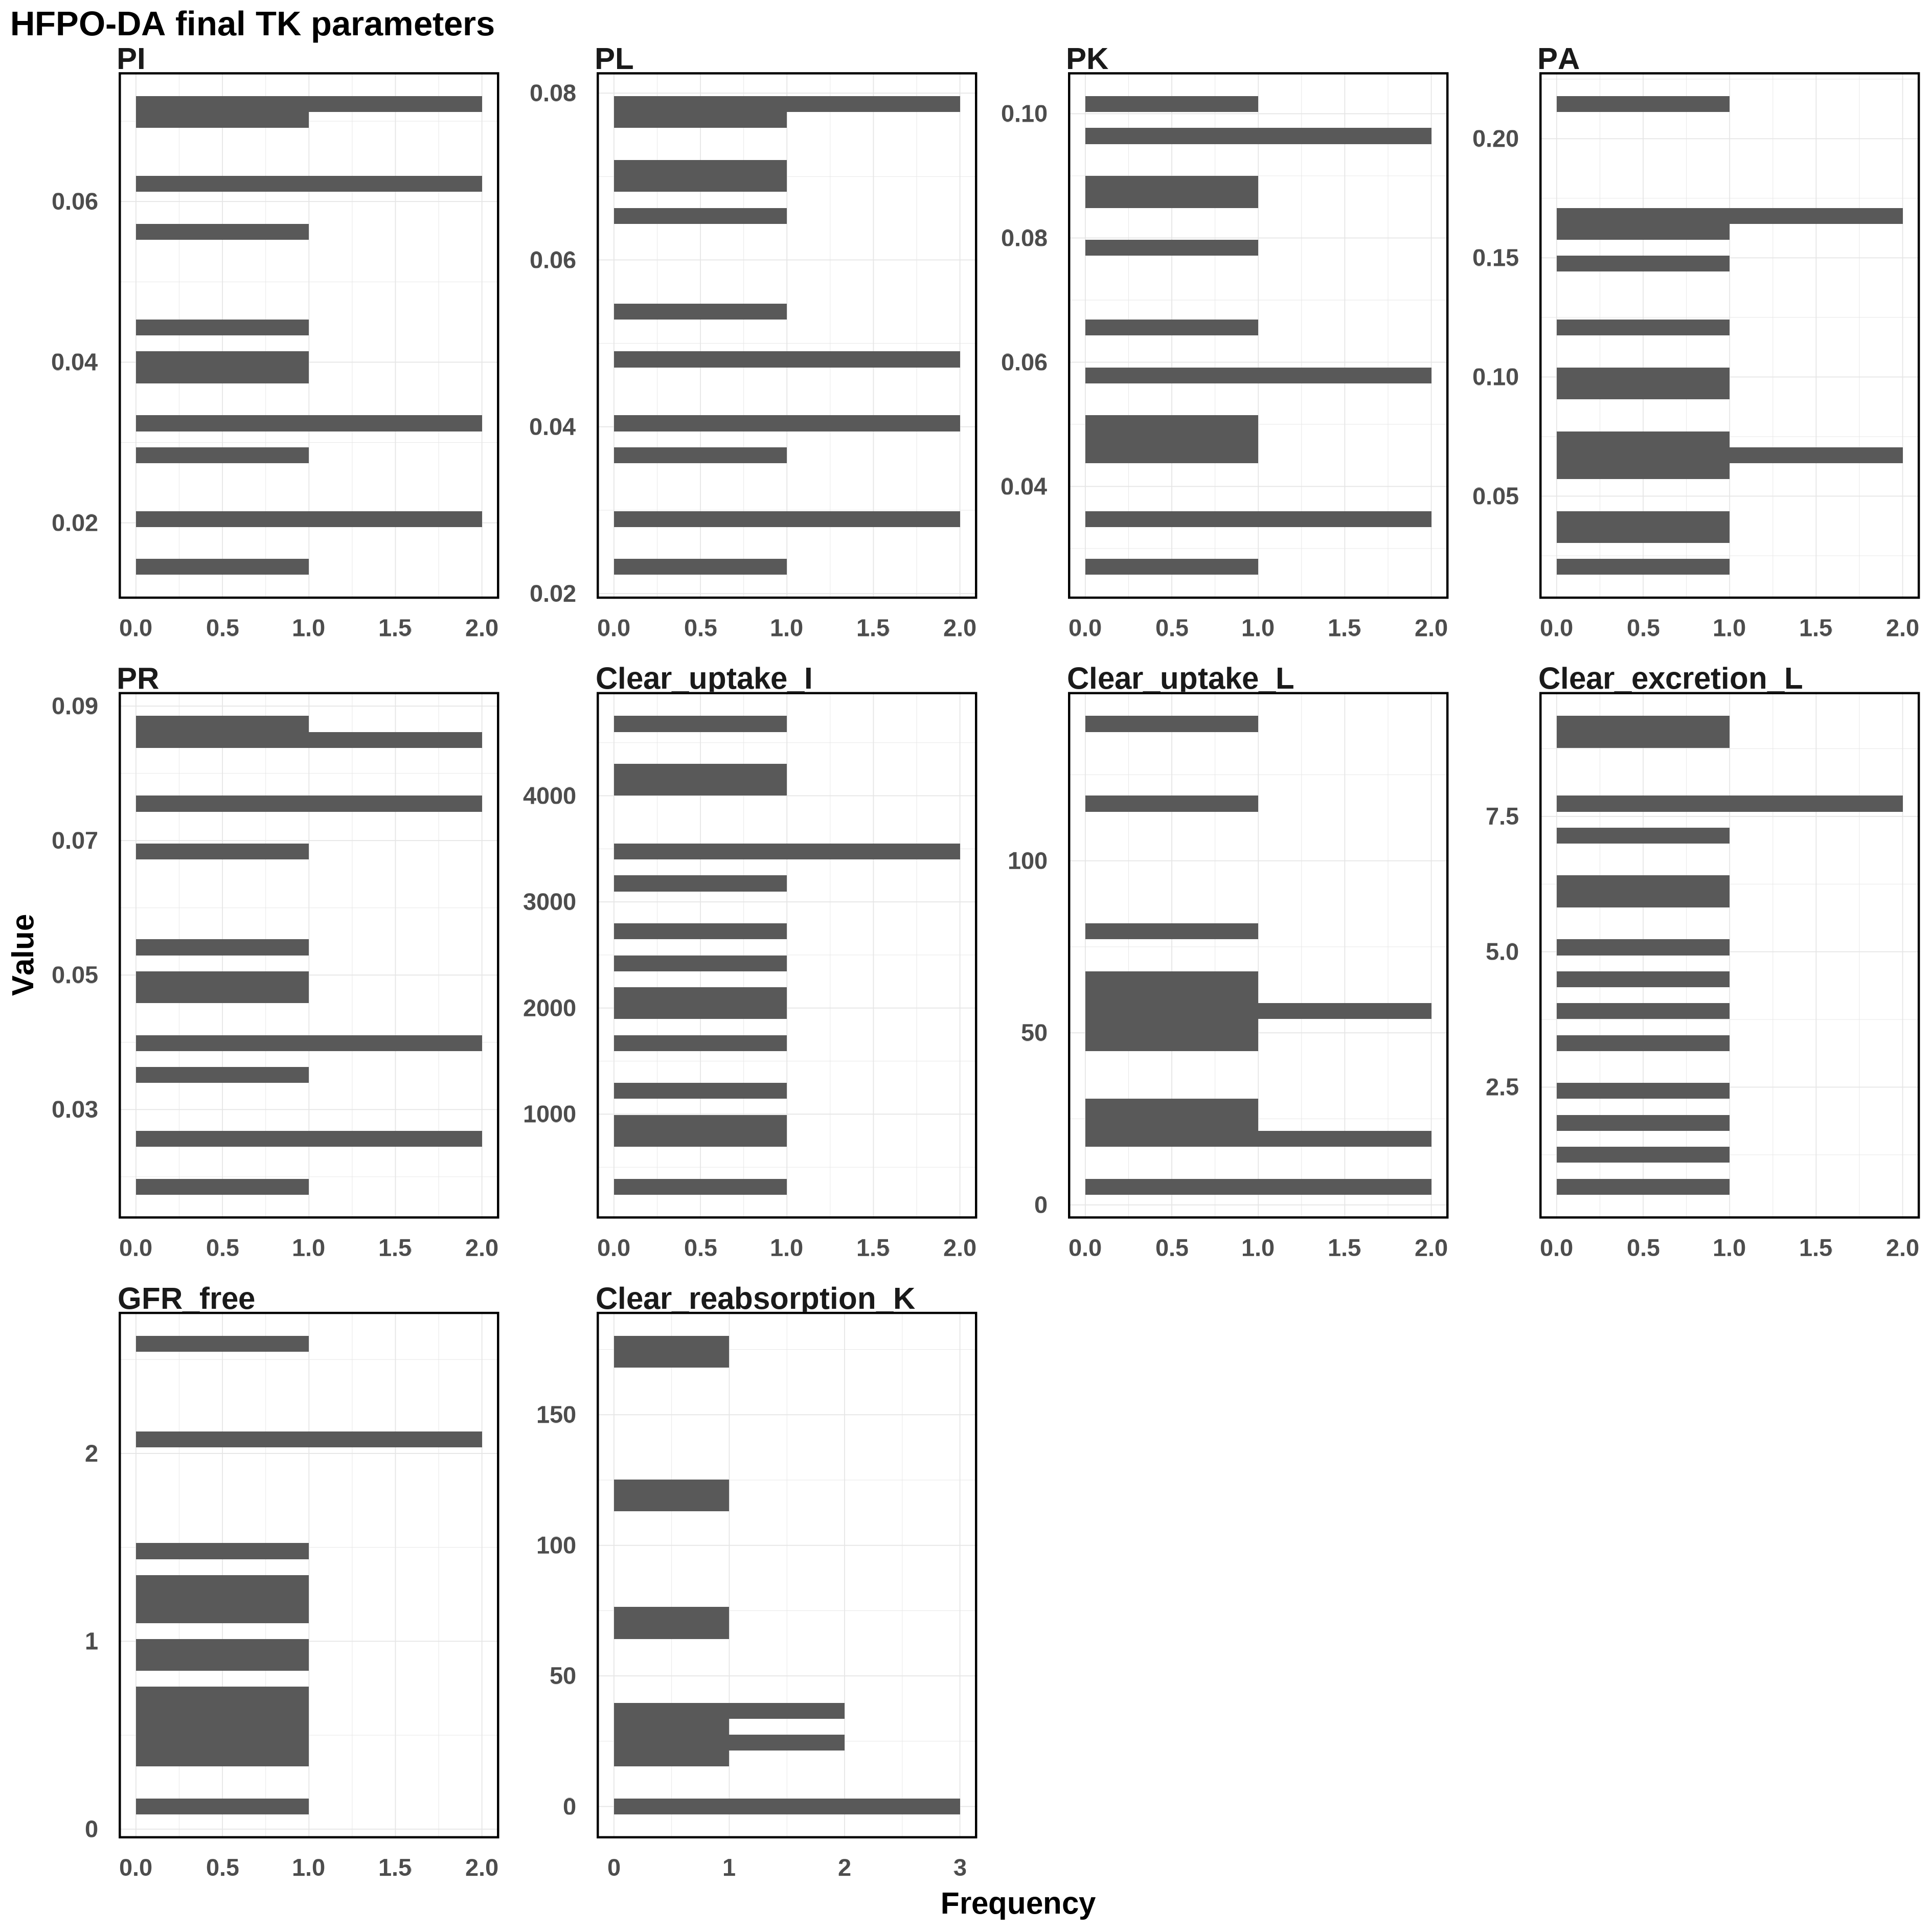 HFPO-DA final TK parameters
PI
PL
PK
PA
0.06
0.04
0.02
0.08
0.06
0.04
0.02
0.10
0.08
0.06
0.04
0.20
0.15
0.10
0.05
0.0 0.5 1.0 1.5 2.0
0.0 0.5 1.0 1.5 2.0
0.0 0.5 1.0 1.5 2.0
0.0 0.5 1.0 1.5 2.0
PR
Clear_uptake_I
Clear_uptake_L
Clear_excretion_L
0.09
0.07
0.05
0.03
4000
3000
2000
1000
100
50
0
7.5
5.0
2.5
0.0 0.5 1.0 1.5 2.0
0.0 0.5 1.0 1.5 2.0
0.0 0.5 1.0 1.5 2.0
0.0 0.5 1.0 1.5 2.0
Value
GFR_free
Clear_reabsorption_K
2
1
0
150
100
50
0
0.0 0.5 1.0 1.5 2.0
0 1 2 3
Frequency